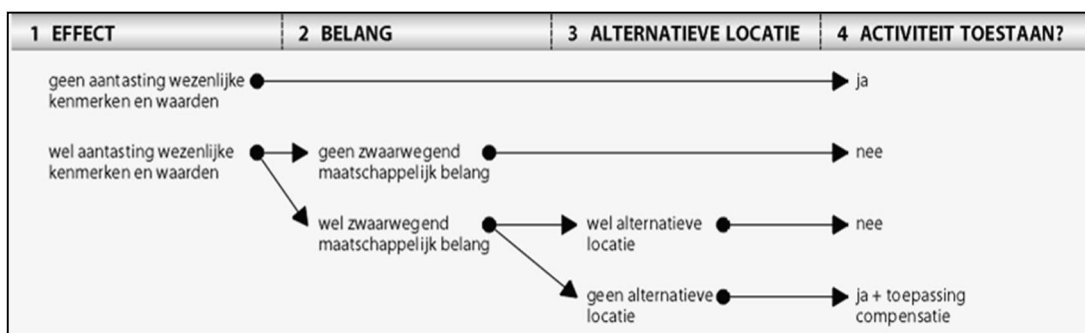 1 EFFECT
2 BELANG
3 ALTERNATIEVE LOCATIE
4 ACTIVITEIT TOESTAAN?
geen aantasting wezenlijke
kenmerken en waarden
ja
wel aantasting wezenlijke
kenmerken en waarden
geen zwaarwegend
maatschappelijk belang
nee
wel zwaarwegend
maatschappelijk belang
wel alternatieve
locatie
nee
geen alternatieve
locatie
ja + toepassing
compensatie